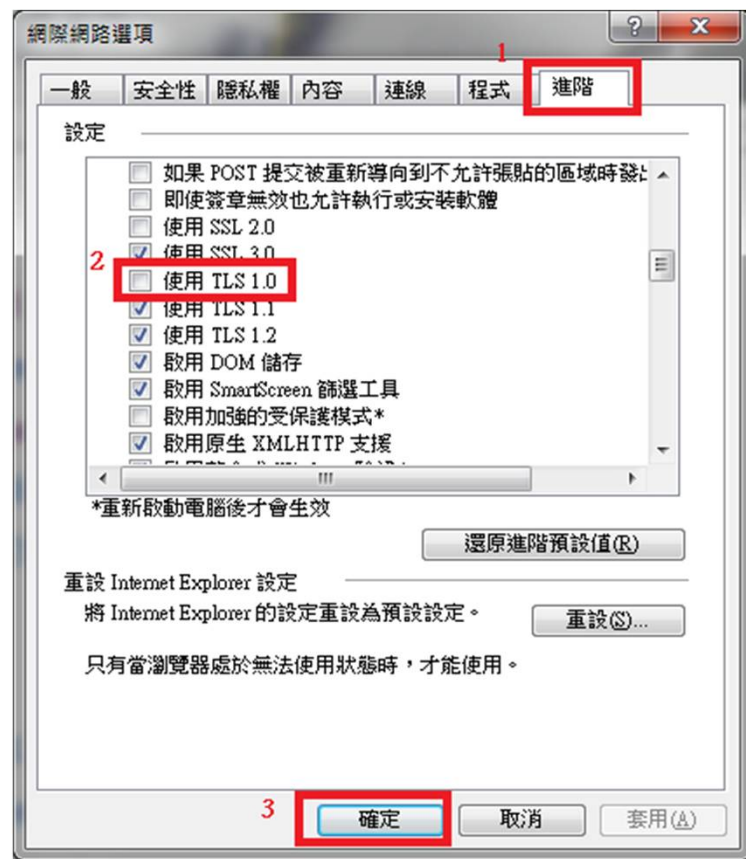 網際網路選項
1
一般 安全性 隱私權 內容 連線 程式 進階
設定
如果 POST 提交被重新導向到不允許張貼的區域時發出
即使簽章無效也允許執行或安裝軟體
使用 SSL 2.0
使用 SSL 3.0
2
使用 TLS 1.0
使用 TLS 1.1
使用 TLS 1.2
啟用 DOM 儲存
啟用 SmartScreen 篩選工具
啟用加強的受保護模式*
啟用原生 XMLHTTP 支援
*重新啟動電腦後才會生效
還原進階預設值(R)
重設 Internet Explorer 設定
將 Internet Explorer 的設定重設為預設設定。
重設(S)...
只有當瀏覽器處於無法使用狀態時，才能使用。
3
確定 取消 套用(A)